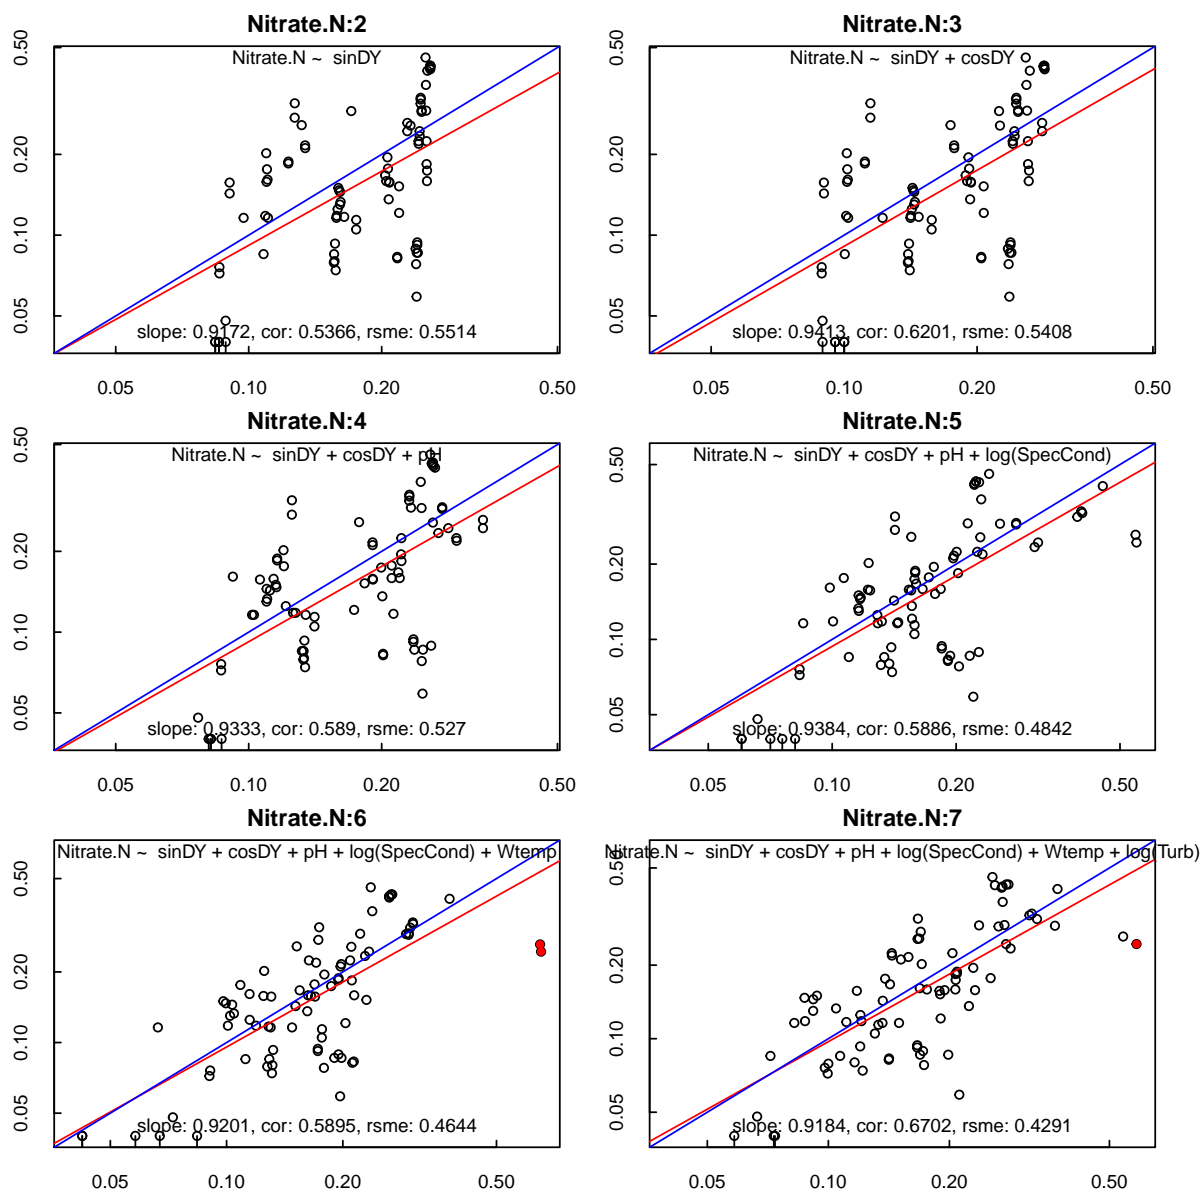 Nitrate.N:2
Nitrate.N ~ sinDY
0.50
0.20
0.10
0.05
slope: 0.9172, cor: 0.5366, rsme: 0.5514
0.05 0.10 0.20 0.50
Nitrate.N:3
Nitrate.N ~ sinDY + cosDY
0.50
0.20
0.10
0.05
slope: 0.9413, cor: 0.6201, rsme: 0.5408
0.05 0.10 0.20 0.50
Nitrate.N:4
Nitrate.N ~ sinDY + cosDY + pH
0.50
0.20
0.10
0.05
slope: 0.9333, cor: 0.589, rsme: 0.527
0.05 0.10 0.20 0.50
Nitrate.N:5
Nitrate.N ~ sinDY + cosDY + pH + log(SpecCond)
0.50
0.20
0.10
0.05
slope: 0.9384, cor: 0.5886, rsme: 0.4842
0.05 0.10 0.20 0.50
Nitrate.N:6
Nitrate.N ~ sinDY + cosDY + pH + log(SpecCond) + Wtemp
0.50
0.20
0.10
0.05
slope: 0.9201, cor: 0.5895, rsme: 0.4644
0.05 0.10 0.20 0.50
Nitrate.N:7
Nitrate.N ~ sinDY + cosDY + pH + log(SpecCond) + Wtemp + log(Turb)
0.50
0.20
0.10
0.05
slope: 0.9184, cor: 0.6702, rsme: 0.4291
0.05 0.10 0.20 0.50